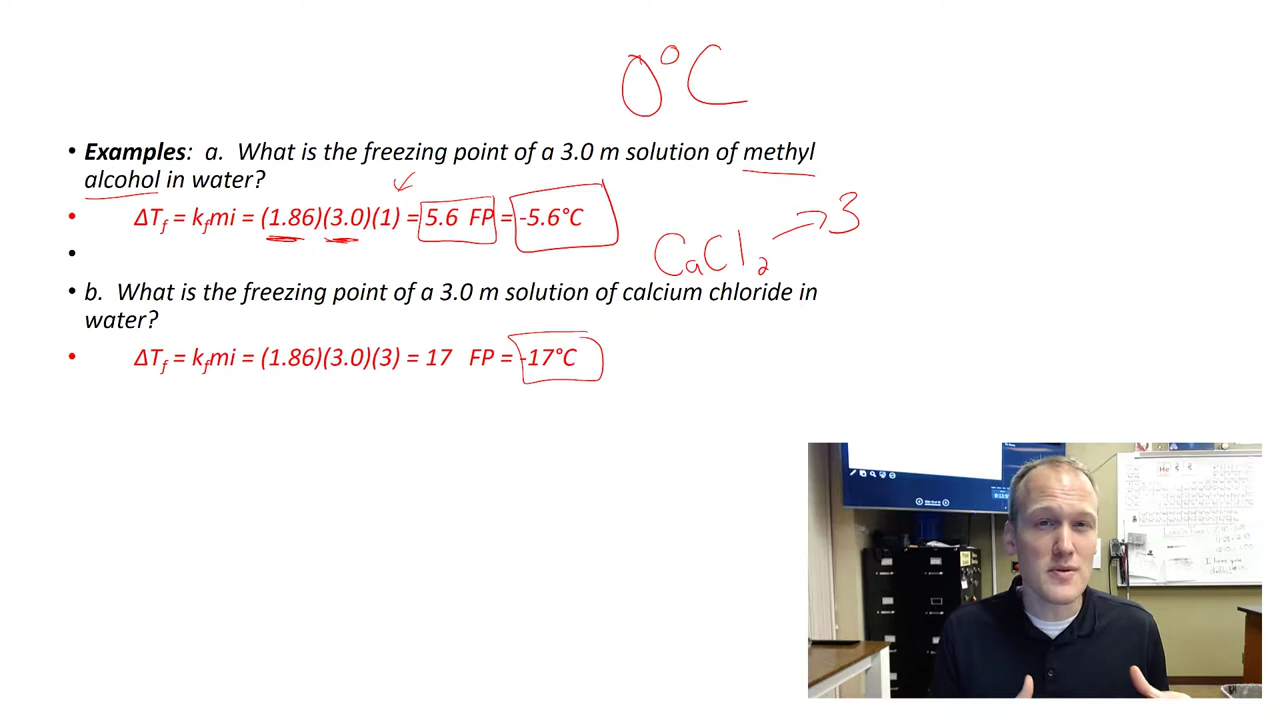 0°C
• Examples: a. What is the freezing point of a 3.0 m solution of methyl
alcohol in water?
• ΔTf = kfmi = (1.86)(3.0)(1) = 5.6 FP = -5.6°C
•
CaCl2 → 3
• b. What is the freezing point of a 3.0 m solution of calcium chloride in
water?
• ΔTf = kfmi = (1.86)(3.0)(3) = 17 FP = -17°C
He